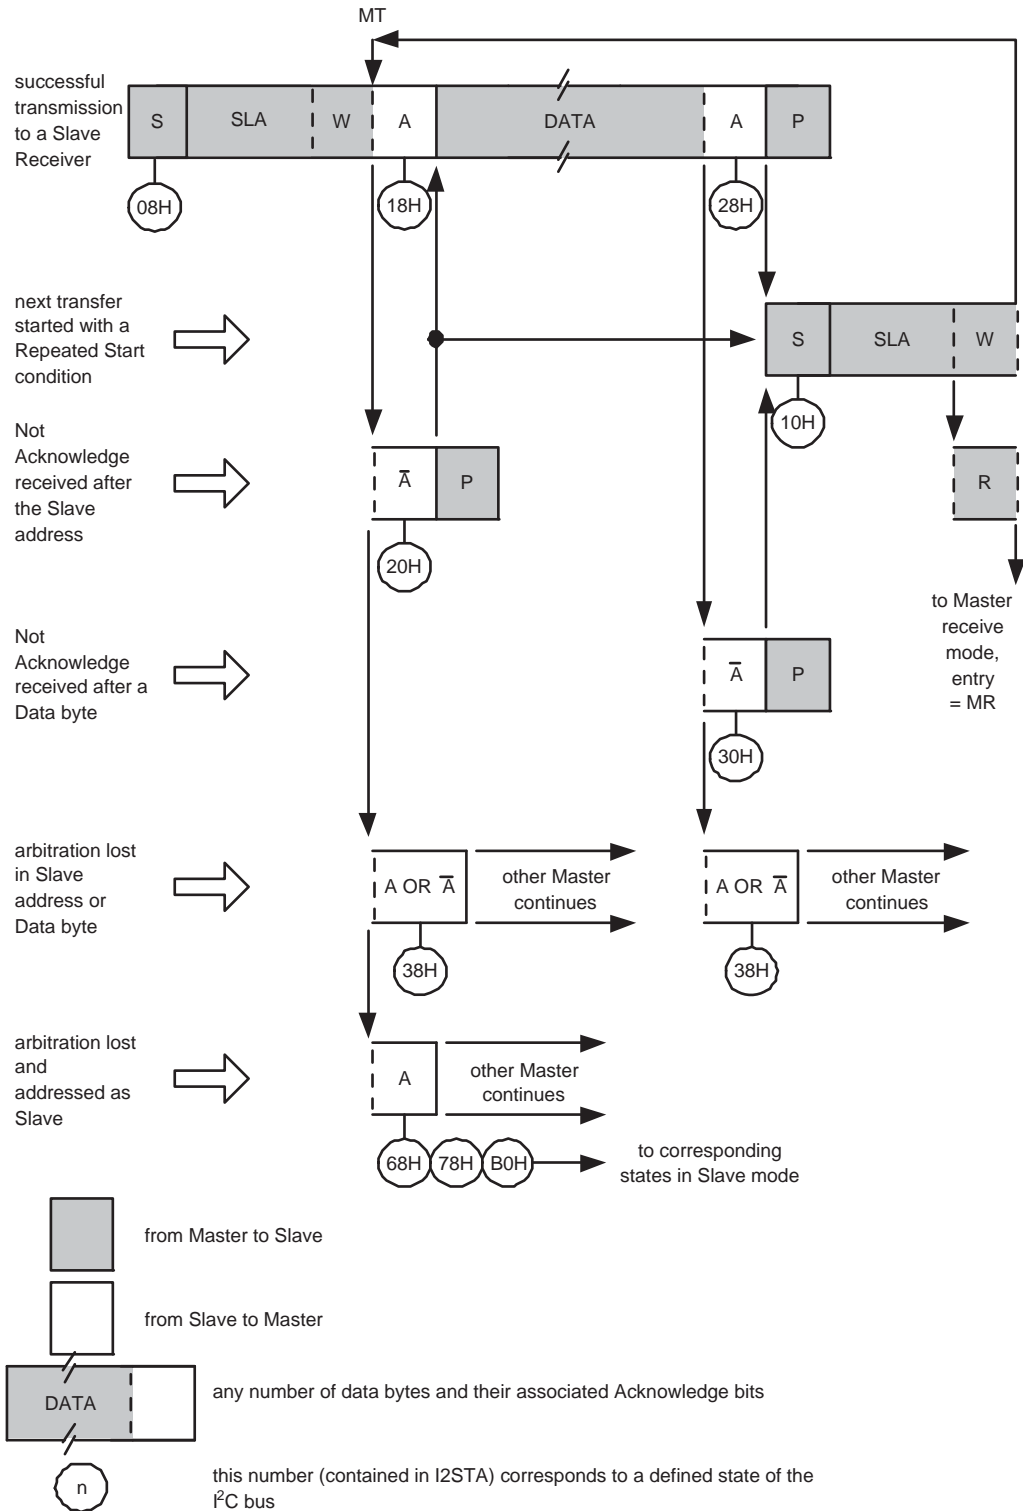 MT
successful
transmission
to a Slave
Receiver
S SLA W A DATA A P
08H 18H 28H
next transfer
started with a
Repeated Start
condition
S SLA W
10H
Not
Acknowledge
received after
the Slave
address
A̅ P
R
20H
to Master
receive
mode,
entry
= MR
Not
Acknowledge
received after a
Data byte
A̅ P
30H
arbitration lost
in Slave
address or
Data byte
A OR A̅
other Master
continues
A OR A̅
other Master
continues
38H 38H
arbitration lost
and
addressed as
Slave
A
other Master
continues
68H 78H B0H
to corresponding
states in Slave mode
from Master to Slave
from Slave to Master
DATA
any number of data bytes and their associated Acknowledge bits
n
this number (contained in I2STA) corresponds to a defined state of the
I²C bus